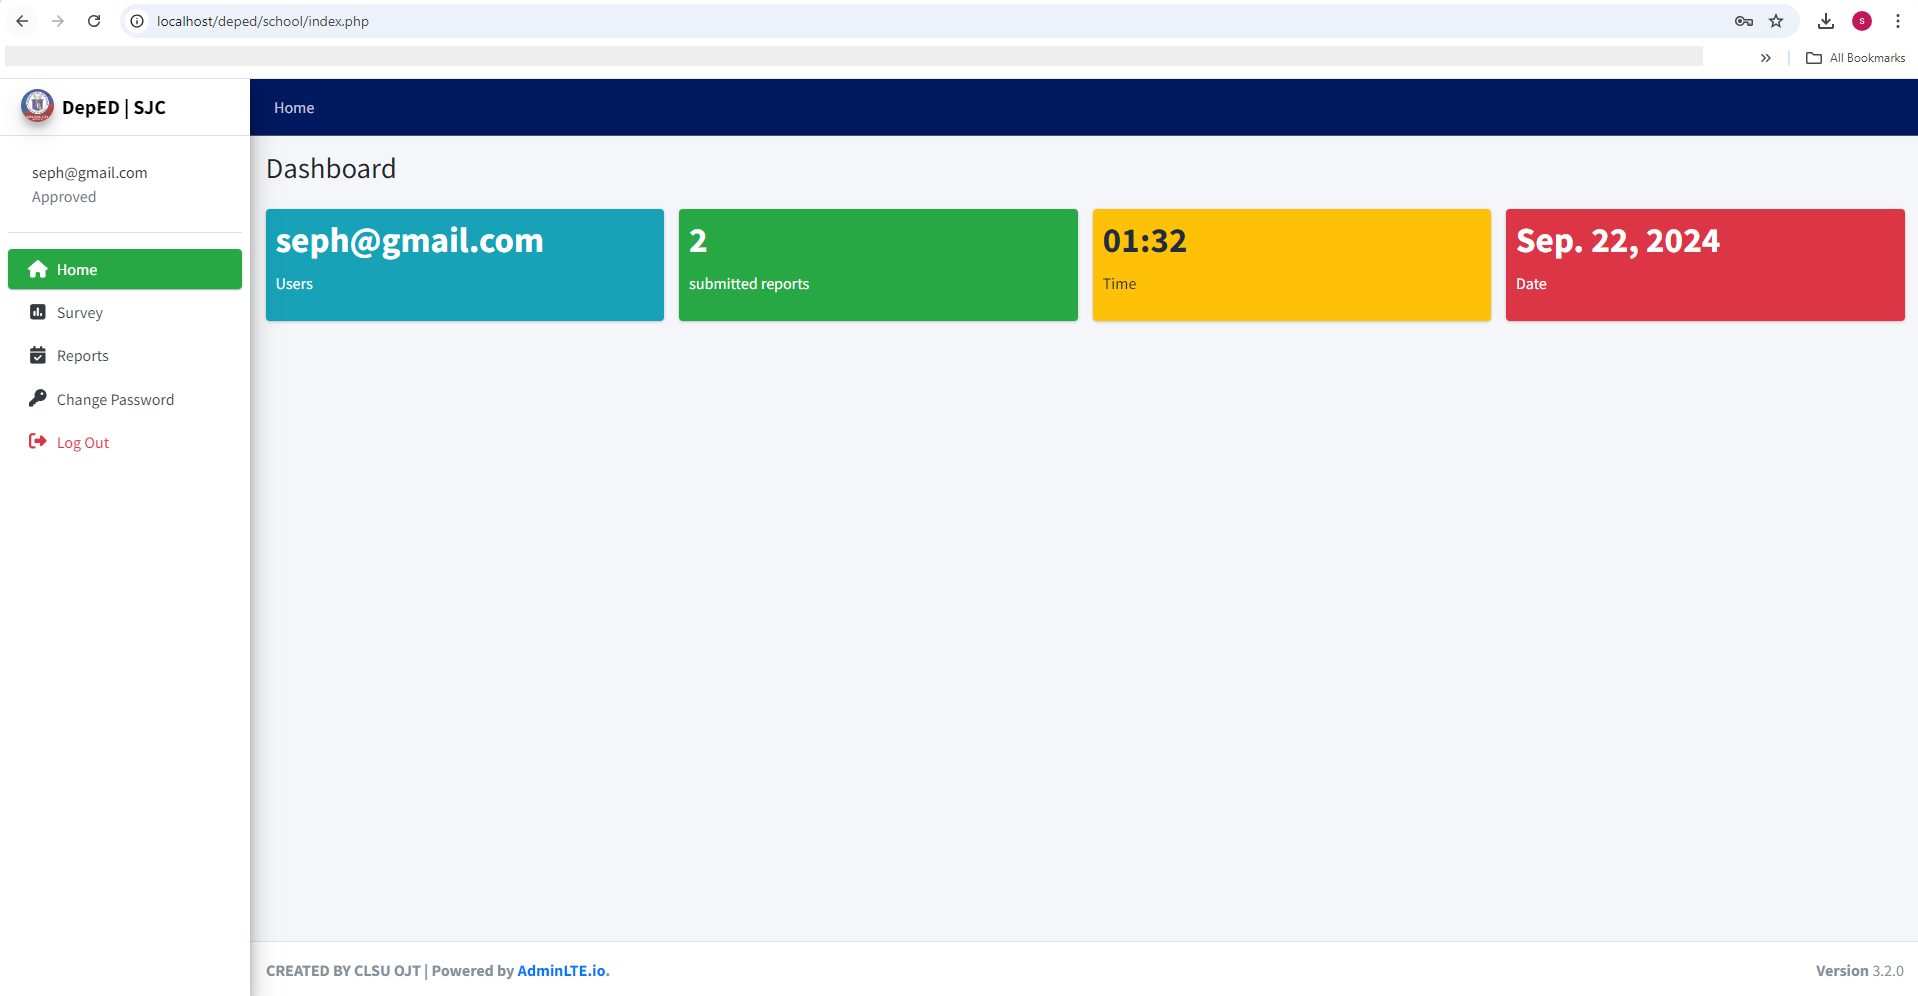 localhost/deped/school/index.php
S
All Bookmarks
DepED | SJC
Home
seph@gmail.com
Approved
Home
Survey
Reports
Change Password
Log Out
Dashboard
seph@gmail.com
Users
2
submitted reports
01:32
Time
Sep. 22, 2024
Date
CREATED BY CLSU OJT | Powered by AdminLTE.io.
Version 3.2.0